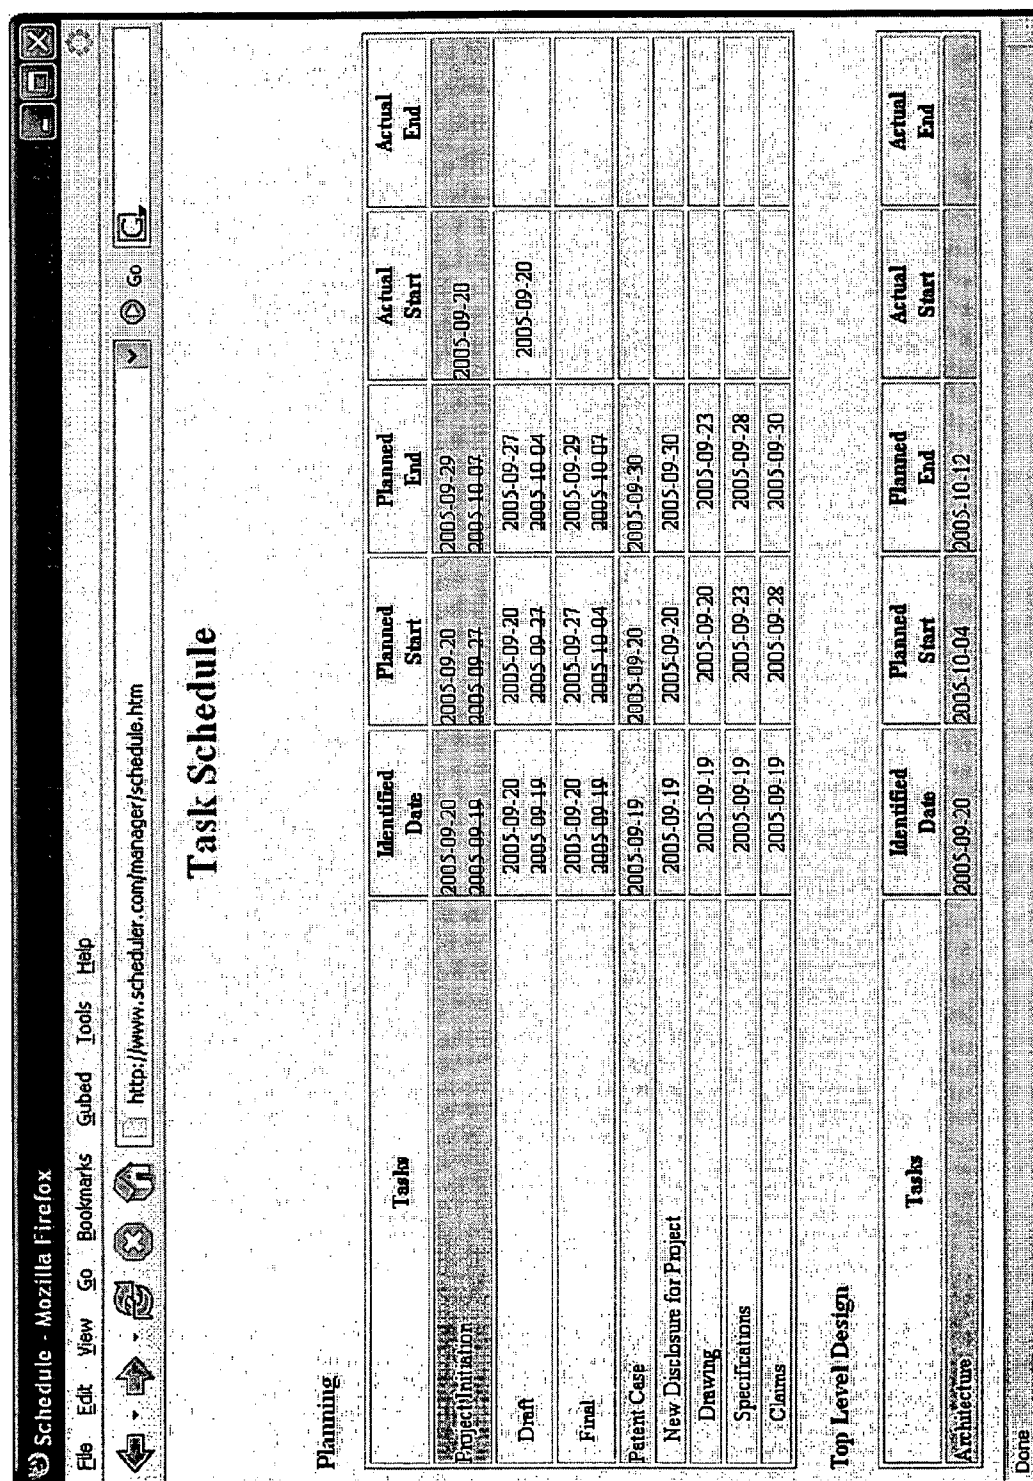 Schedule - Mozilla Firefox
File Edit View Go Bookmarks Gubed Tools Help
http://www.scheduler.com/manager/schedule.htm Go
Task Schedule
Planning
Tasks Identified Date Planned Start Planned End Actual Start Actual End
Project Initiation 2005-09-20 2005-09-20 2005-09-29 2005-09-20
2005-09-19 2005-09-27 2005-10-07
Draft 2005-09-20 2005-09-20 2005-09-27 2005-09-20
2005-09-19 2005-09-27 2005-10-04
Final 2005-09-20 2005-09-27 2005-09-29
2005-09-19 2005-10-04 2005-10-07
Patent Case 2005-09-19 2005-09-20 2005-09-30
New Disclosure for Project 2005-09-19 2005-09-20 2005-09-30
Drawing 2005-09-19 2005-09-20 2005-09-23
Specifications 2005-09-19 2005-09-23 2005-09-28
Claims 2005-09-19 2005-09-28 2005-09-30
Top Level Design
Tasks Identified Date Planned Start Planned End Actual Start Actual End
Architecture 2005-09-20 2005-10-04 2005-10-12
Done